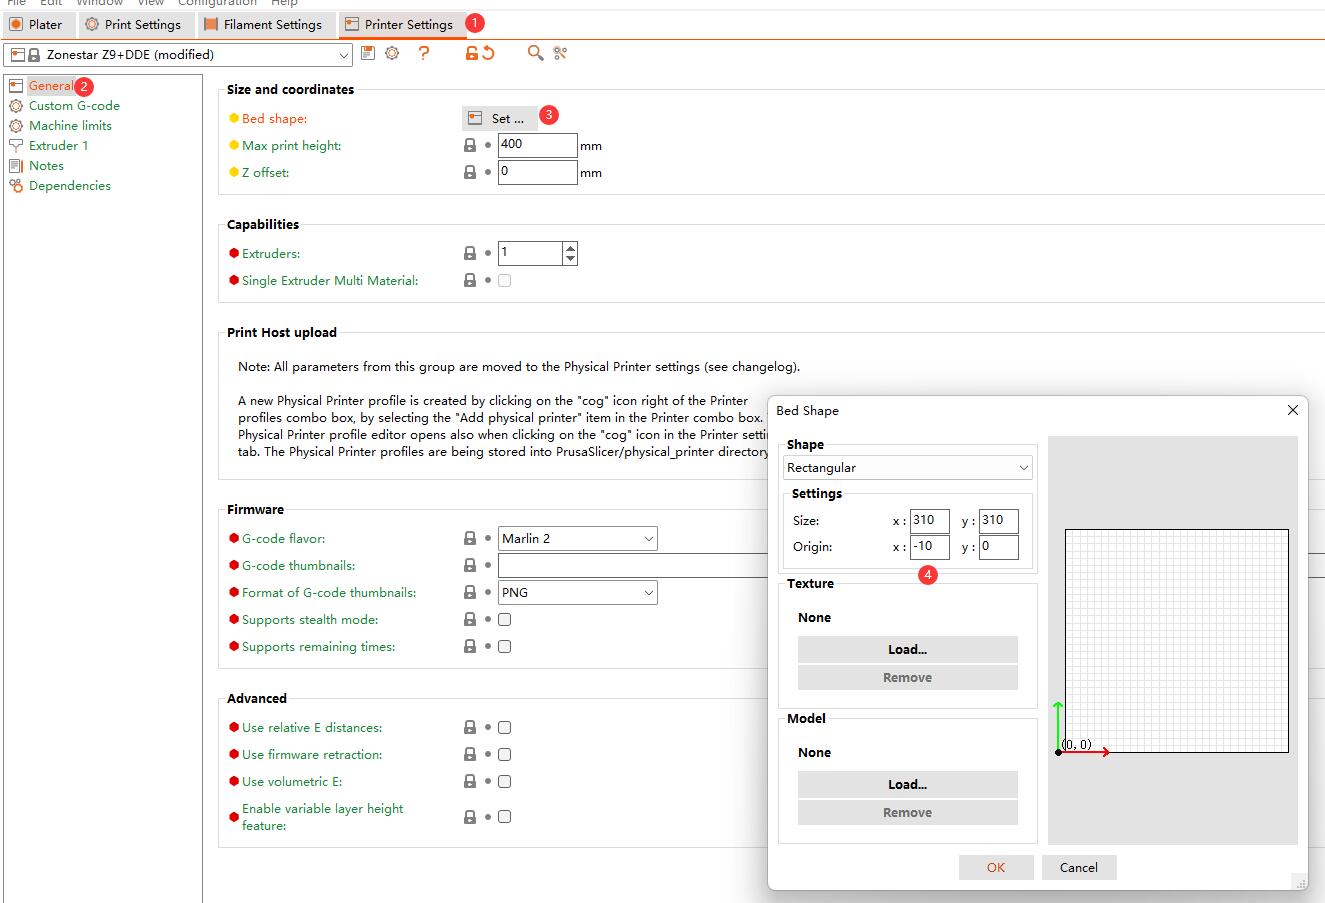 File Edit Window View Configuration Help
Plater Print Settings Filament Settings Printer Settings 1
Zonestar Z9+DDE (modified) ?
General 2
Custom G-code
Machine limits
Extruder 1
Notes
Dependencies
Size and coordinates
Bed shape: Set ... 3
Max print height: 400 mm
Z offset: 0 mm
Capabilities
Extruders: 1
Single Extruder Multi Material:
Print Host upload
Note: All parameters from this group are moved to the Physical Printer settings (see changelog).
A new Physical Printer profile is created by clicking on the "cog" icon right of the Printer
profiles combo box, by selecting the "Add physical printer" item in the Printer combo box.
Physical Printer profile editor opens also when clicking on the "cog" icon in the Printer setti
tab. The Physical Printer profiles are being stored into PrusaSlicer/physical_printer directory
Firmware
G-code flavor: Marlin 2
G-code thumbnails:
Format of G-code thumbnails: PNG
Supports stealth mode:
Supports remaining times:
Advanced
Use relative E distances:
Use firmware retraction:
Use volumetric E:
Enable variable layer height
feature:
Bed Shape
Shape
Rectangular
Settings
Size: x : 310 y : 310
Origin: x : -10 y : 0
4
Texture
None
Load...
Remove
Model
None
Load...
Remove
(0, 0)
OK Cancel